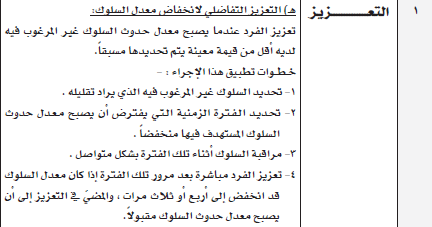 ١
التعــــــزيز
هـ) التعزيز التفاضلي لانخفاض معدل السلوك:
تعزيز الفرد عندما يصبح معدل حدوث السلوك غير المرغوب فيه
لديه أقل من قيمة معينة يتم تحديدها مسبقاً.
خطوات تطبيق هذا الإجراء : -
١- تحديد السلوك غير المرغوب فيه الذي يراد تقليله .
٢- تحديد الفترة الزمنية التي يفترض أن يصبح معدل حدوث
السلوك المستهدف فيها منخفضاً .
٣- مراقبة السلوك أثناء تلك الفترة بشكل متواصل .
٤- تعزيز الفرد مباشرة بعد مرور تلك الفترة إذا كان معدل السلوك
قد انخفض إلى أربع أو ثلاث مرات ، والمضيّ في التعزيز إلى أن
يصبح معدل حدوث السلوك مقبولاً.